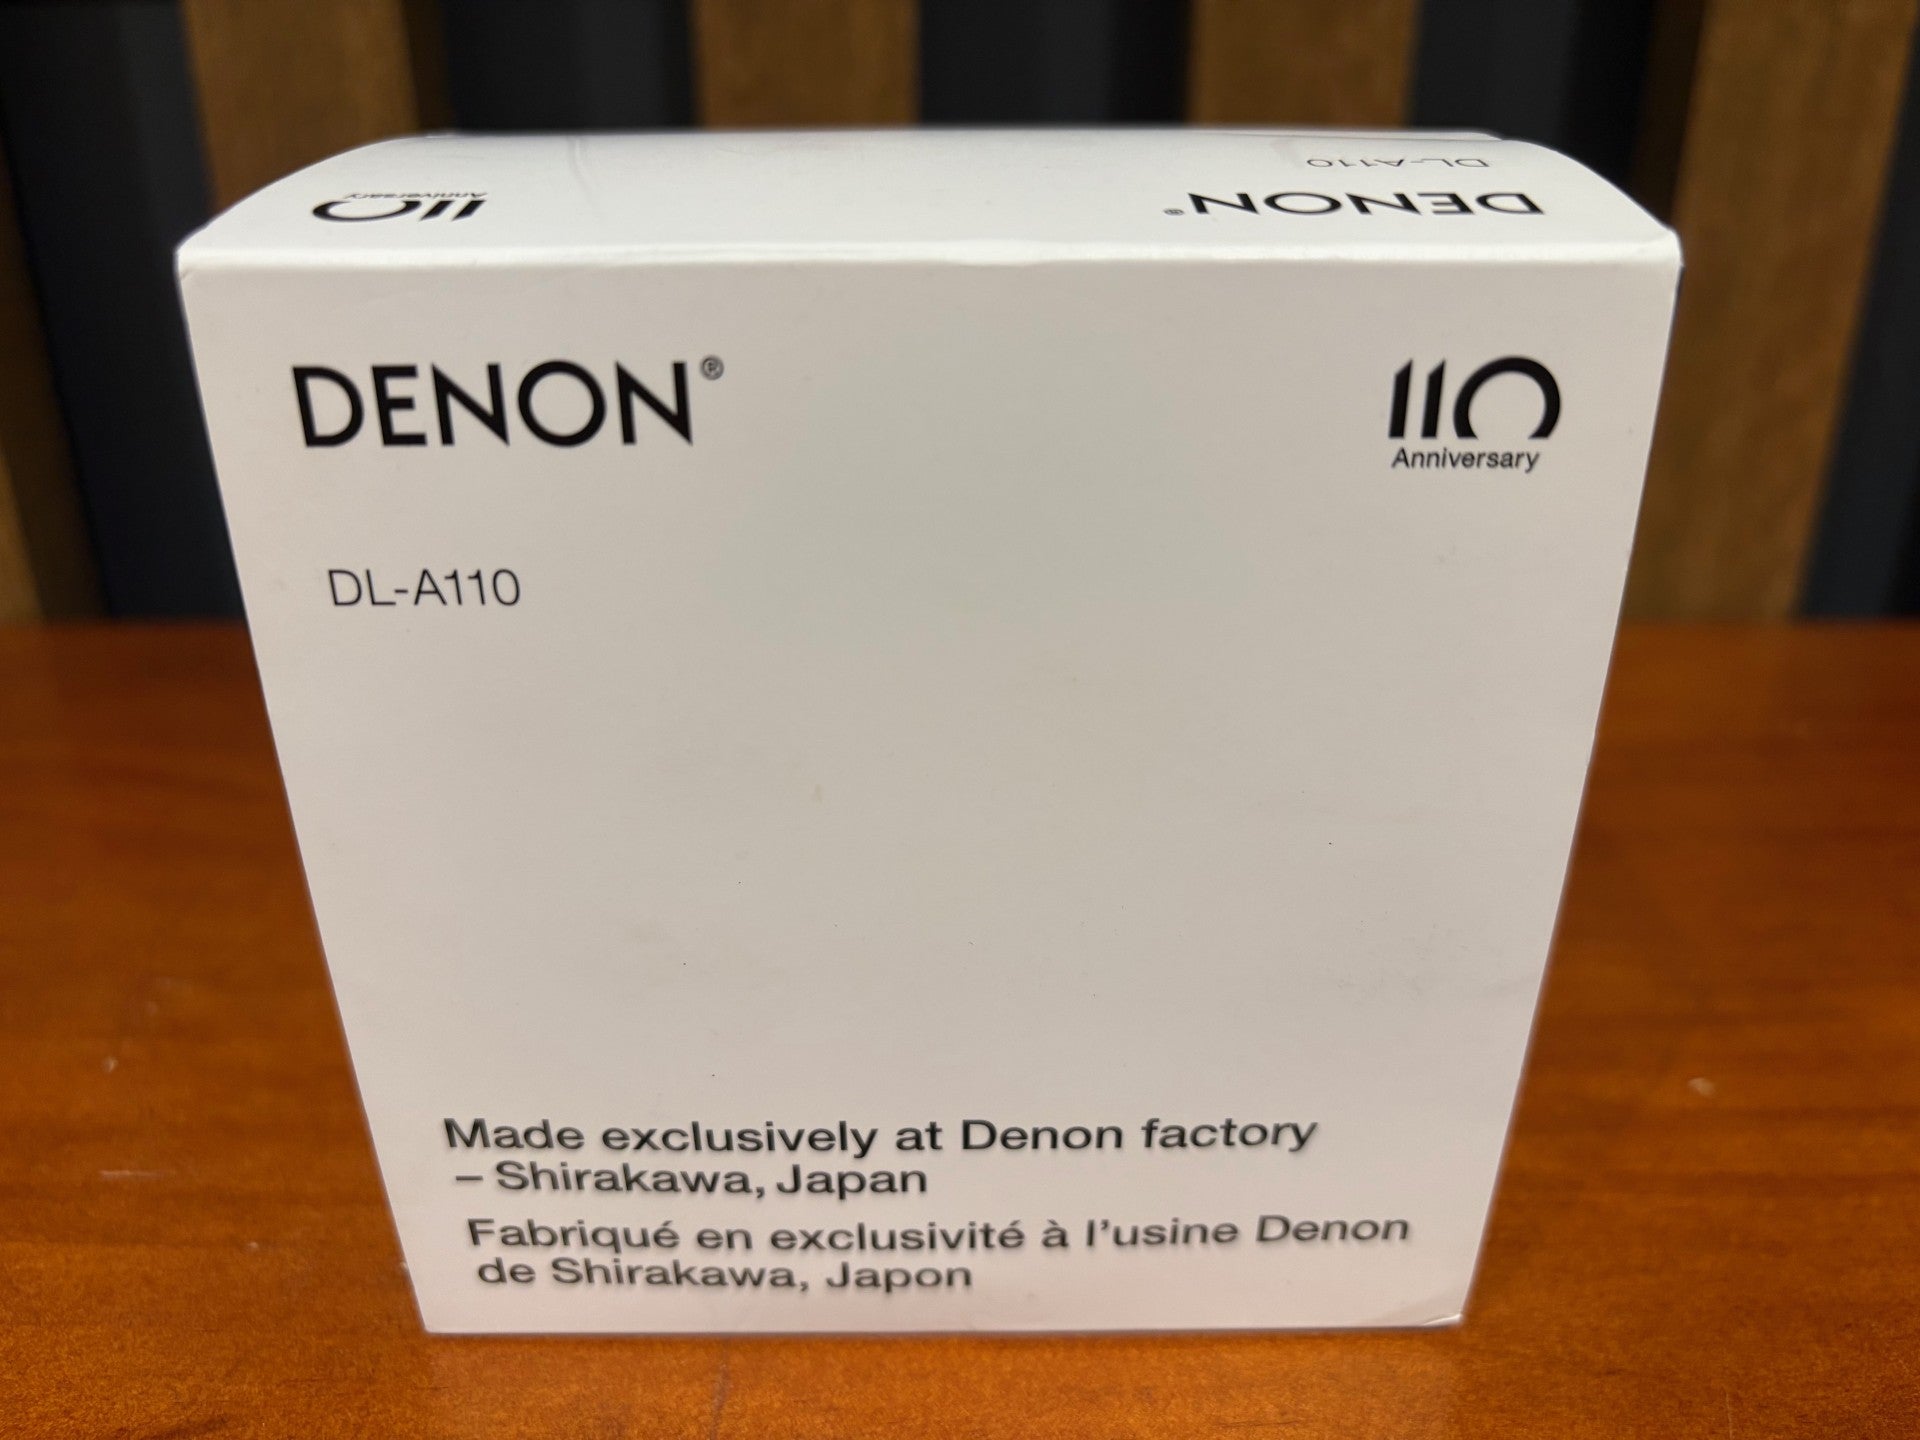 DL-A110
DENON®
110
Anniversary
DENON®
110
Anniversary
DL-A110
Made exclusively at Denon factory
– Shirakawa, Japan
Fabriqué en exclusivité à l’usine Denon
de Shirakawa, Japon